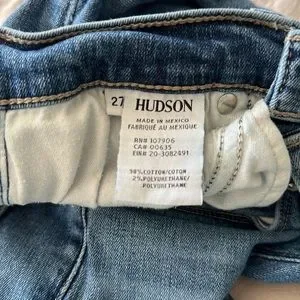 27 HUDSON
MADE IN MEXICO
FABRIQUÉ AU MEXIQUE
RN# 107906
CA# 00635
EIN# 20-3082491
98% COTTON/COTON
2% POLYURETHANE/
POLYURETHANE